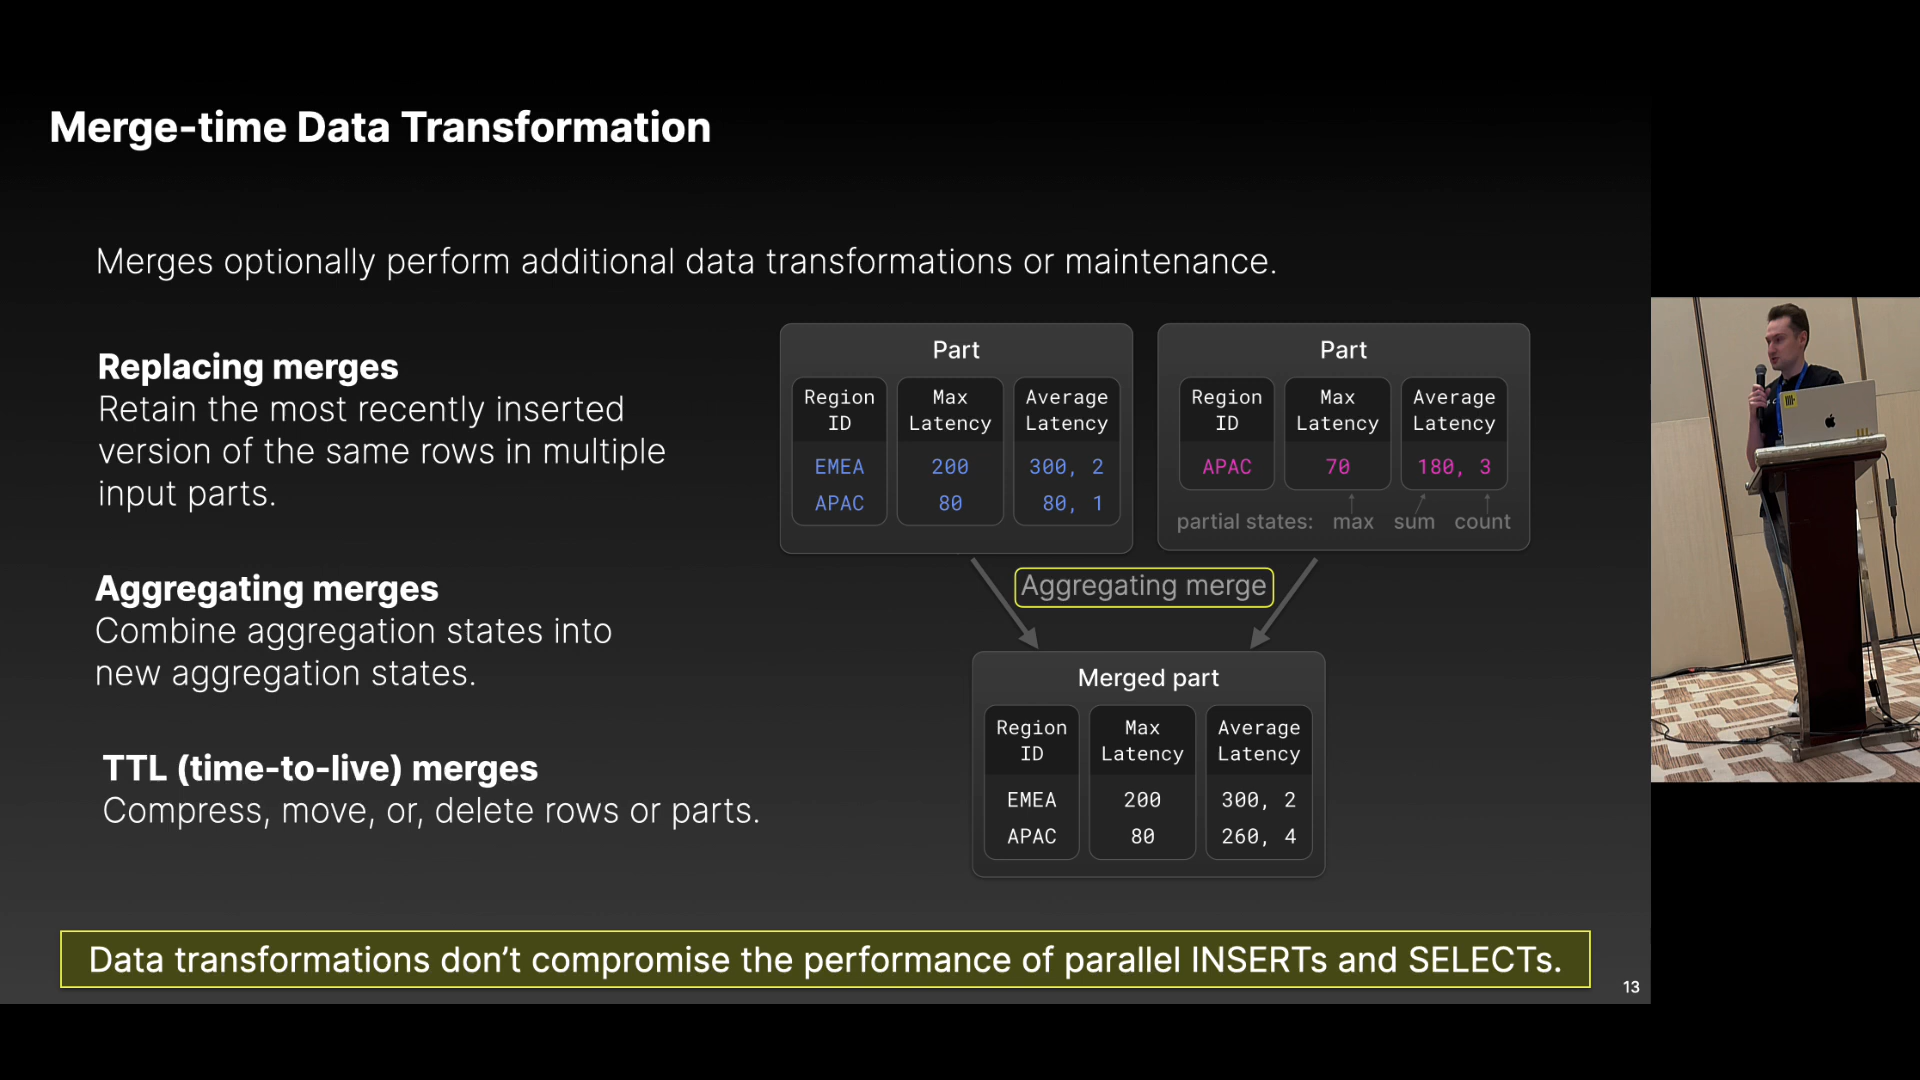 Merge-time Data Transformation
Merges optionally perform additional data transformations or maintenance.
Replacing merges
Retain the most recently inserted
version of the same rows in multiple
input parts.
Aggregating merges
Combine aggregation states into
new aggregation states.
TTL (time-to-live) merges
Compress, move, or, delete rows or parts.
Part
Region ID
Max Latency
Average Latency
EMEA 200 300, 2
APAC 80 80, 1
Part
Region ID
Max Latency
Average Latency
APAC 70 180, 3
partial states: max sum count
Aggregating merge
Merged part
Region ID
Max Latency
Average Latency
EMEA 200 300, 2
APAC 80 260, 4
Data transformations don’t compromise the performance of parallel INSERTs and SELECTs.
13